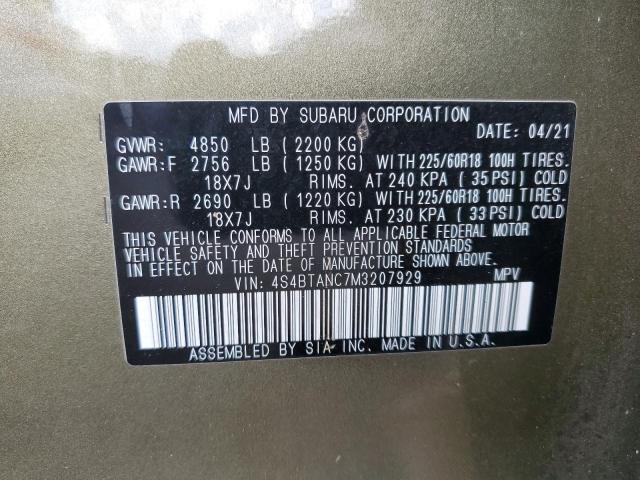 MFD BY SUBARU CORPORATION
DATE: 04/21
GVWR: 4850 LB (2200 KG)
GAWR:F 2756 LB (1250 KG) WITH 225/60R18 100H TIRES.
18X7J RIMS. AT 240 KPA (35 PSI) COLD
GAWR:R 2690 LB (1220 KG) WITH 225/60R18 100H TIRES.
18X7J RIMS. AT 230 KPA (33 PSI) COLD
THIS VEHICLE CONFORMS TO ALL APPLICABLE FEDERAL MOTOR
VEHICLE SAFETY AND THEFT PREVENTION STANDARDS
IN EFFECT ON THE DATE OF MANUFACTURE SHOWN ABOVE.
VIN: 4S4BTANC7M3207929 MPV
ASSEMBLED BY SIA INC. MADE IN U.S.A.